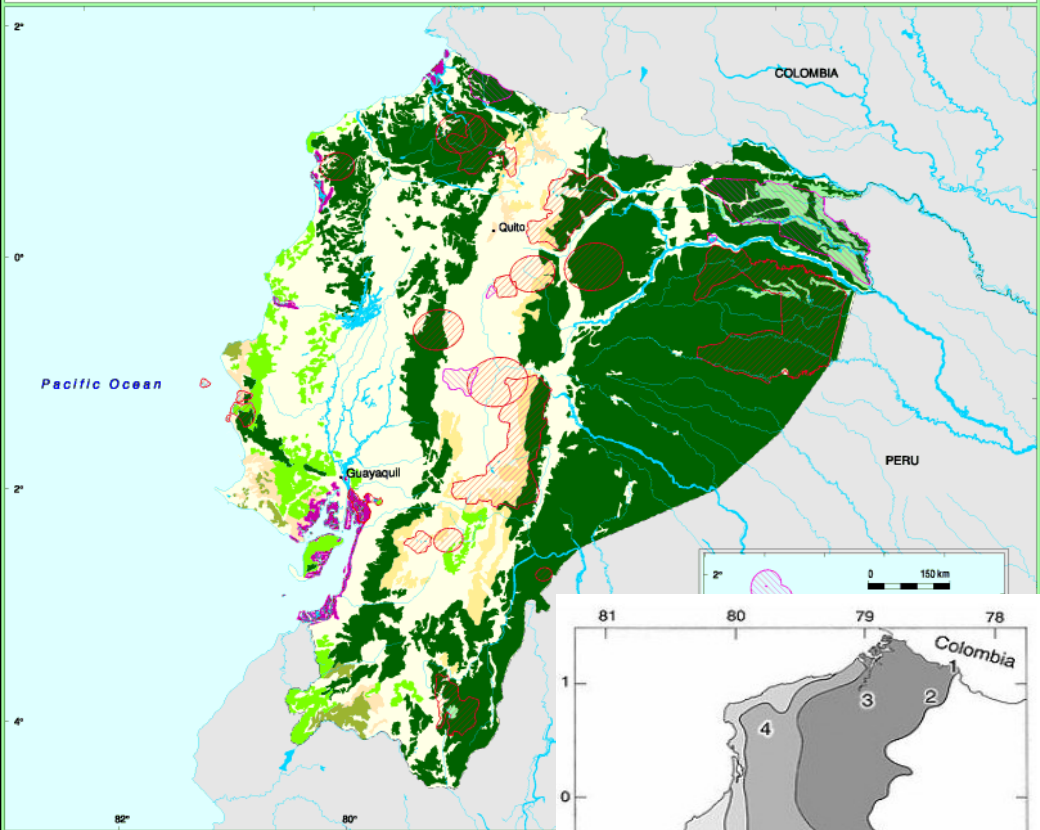 2°
COLOMBIA
Quito
0°
Pacific Ocean
PERU
Guayaquil
2°
2°
0 150 km
81 80 79 78
Colombia
1
1
2
3
4
4°
0
82° 80°